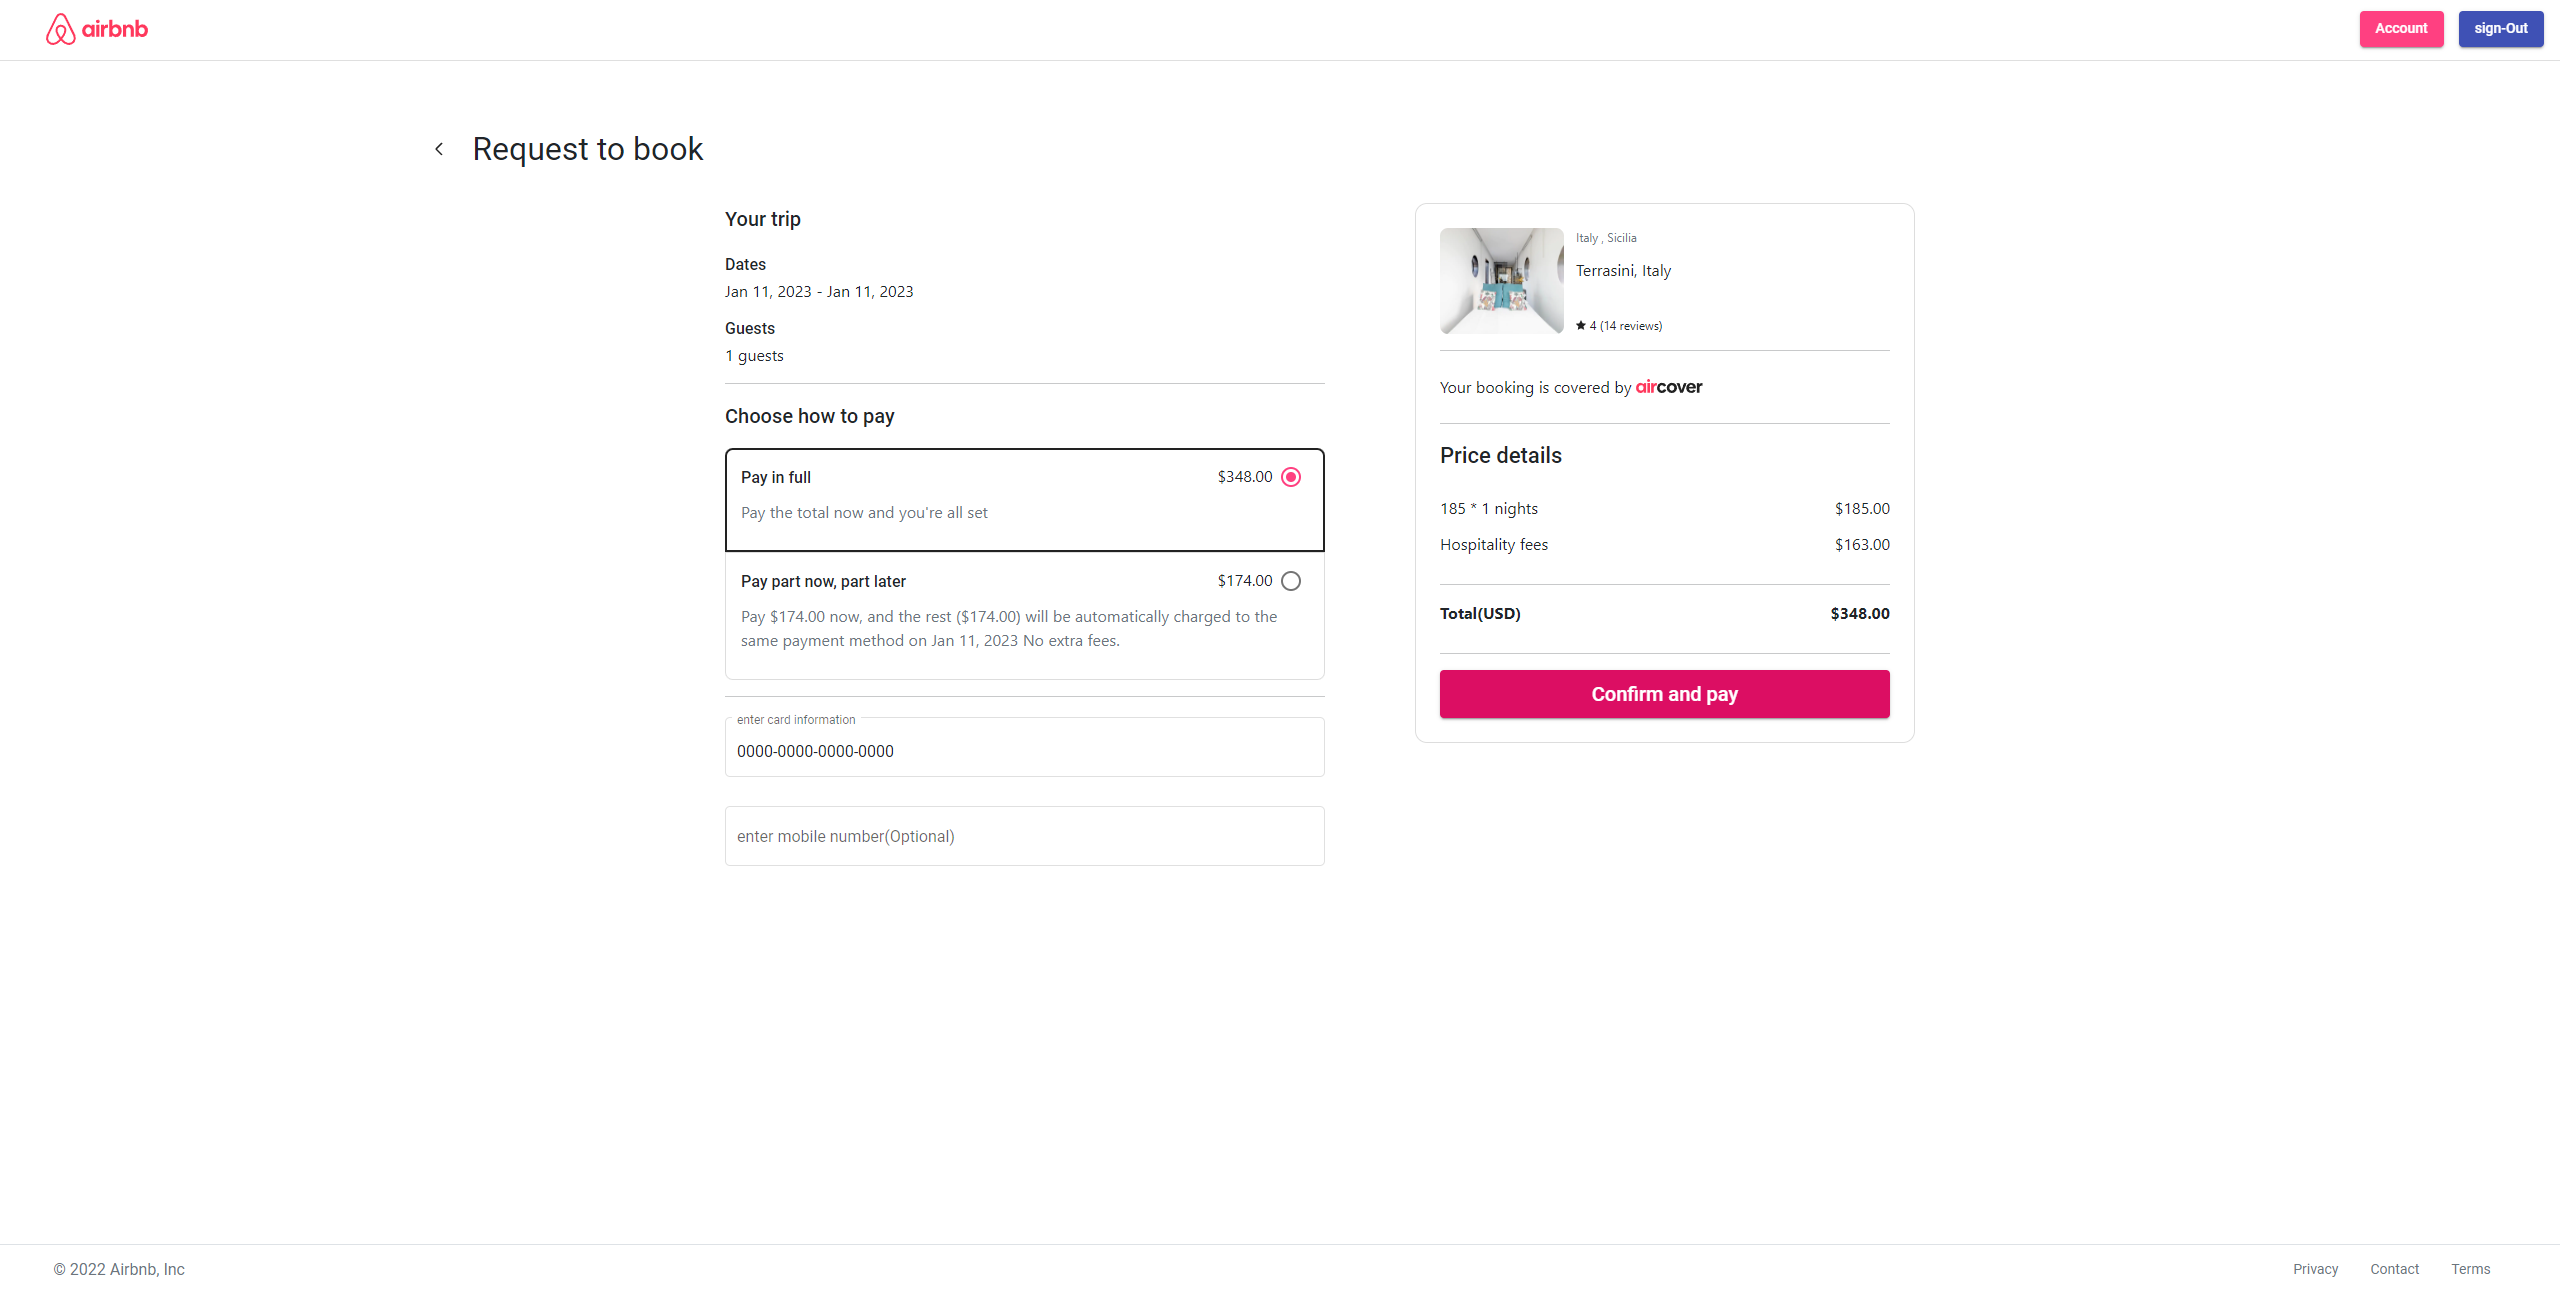 airbnb
Account
sign-Out
Request to book
Your trip
Dates
Jan 11, 2023 - Jan 11, 2023
Guests
1 guests
Choose how to pay
Pay in full
$348.00
Pay the total now and you're all set
Pay part now, part later
$174.00
Pay $174.00 now, and the rest ($174.00) will be automatically charged to the
same payment method on Jan 11, 2023 No extra fees.
enter card information
0000-0000-0000-0000
enter mobile number(Optional)
Italy , Sicilia
Terrasini, Italy
4 (14 reviews)
Your booking is covered by aircover
Price details
185 * 1 nights
$185.00
Hospitality fees
$163.00
Total(USD)
$348.00
Confirm and pay
© 2022 Airbnb, Inc
Privacy
Contact
Terms